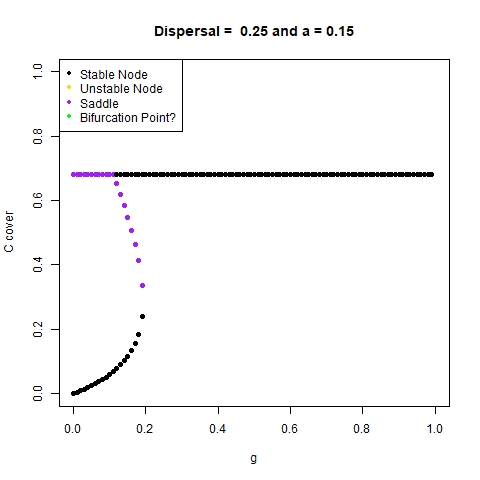 Dispersal =  0.25 and a = 0.15
Stable Node
Unstable Node
Saddle
Bifurcation Point?
C cover
1.0
0.8
0.6
0.4
0.2
0.0
0.0 0.2 0.4 0.6 0.8 1.0
g